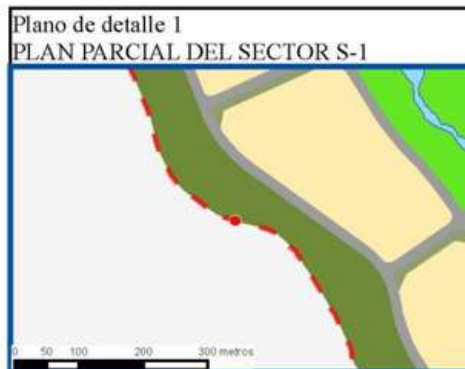 Plano de detalle 1
PLAN PARCIAL DEL SECTOR S-1
0 50 100 200 300 metros